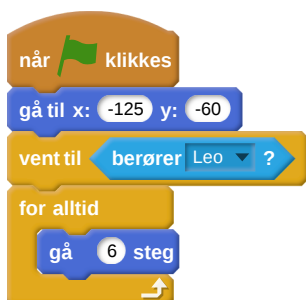 når klikkes
gå til x: -125 y: -60
vent til berører Leo ?
for alltid
gå 6 steg